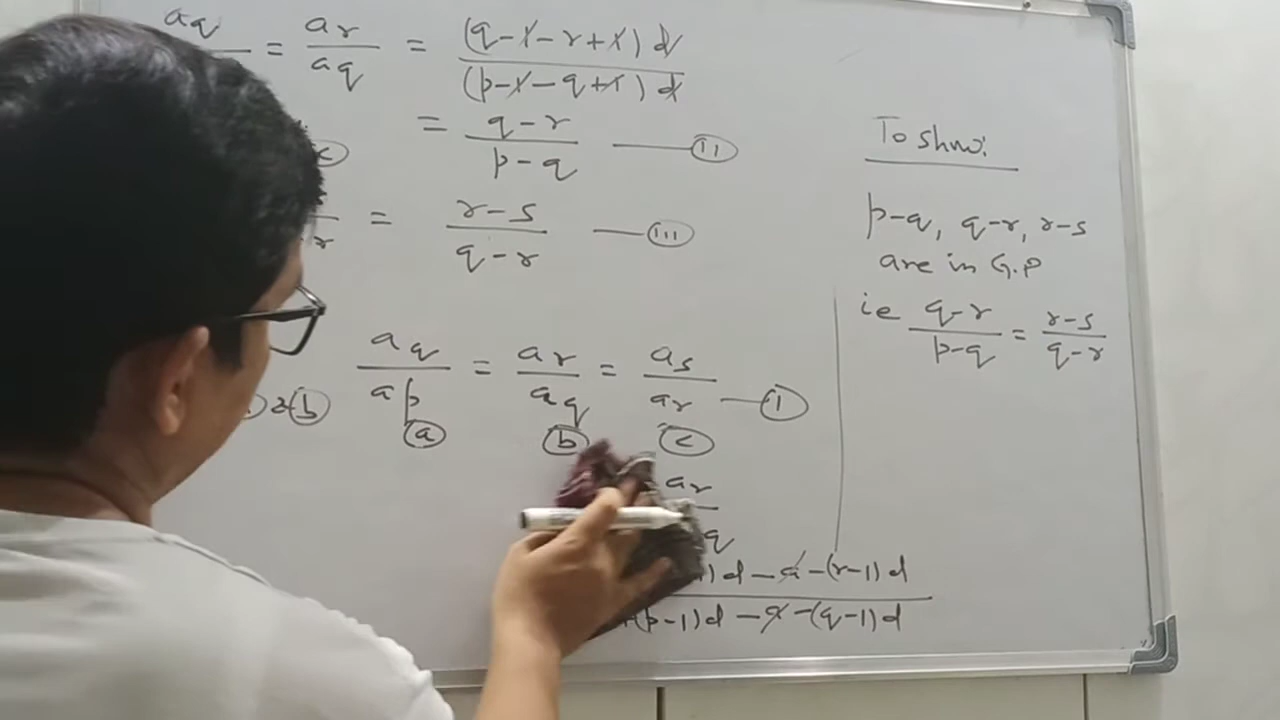 aq = ar/aq = (q-1-r+1)d/(p-1-q+1)d
= q-r/p-q — (ii)
c
r = r-s/q-r — (iii)
& (b) aq/ap = ar/aq = as/ar — (i)
(a) (b) (c)
ar
q
)d - a - (r-1)d
(p-1)d - a - (q-1)d
To show:
p-q, q-r, r-s
are in G.P
ie q-r/p-q = r-s/q-r